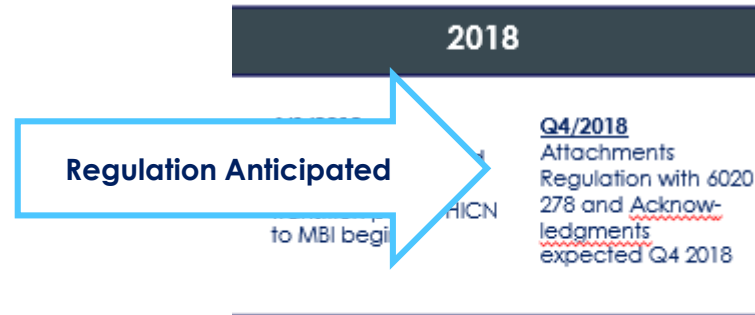 2018
Regulation Anticipated
HICN
to MBI
Q4/2018
Attachments
Regulation with 6020
278 and Acknow-
ledgments
expected Q4 2018